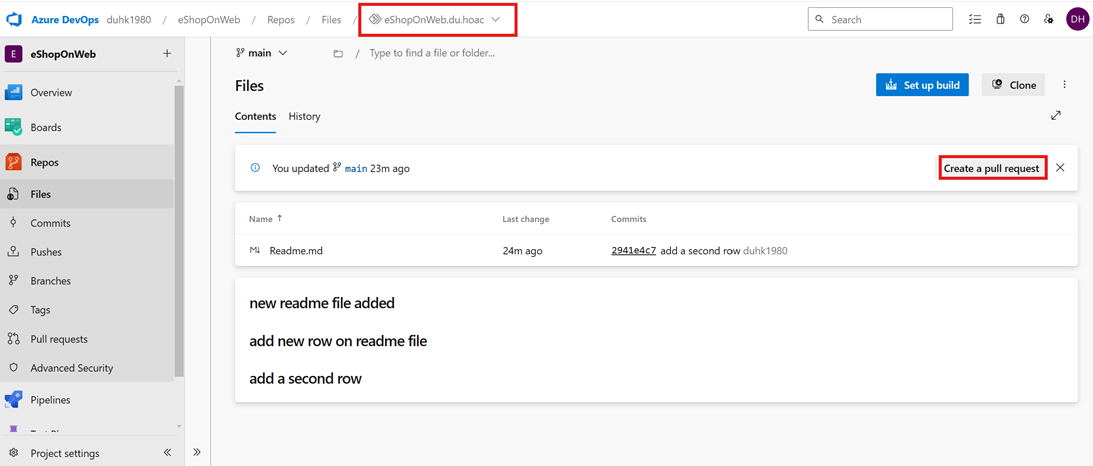 Azure DevOps duhk1980 / eShopOnWeb / Repos / Files / eShopOnWeb.du.hoac Search DH
E eShopOnWeb +
main / Type to find a file or folder...
Overview
Files Set up build Clone
Contents History
Boards
Repos
You updated main 23m ago Create a pull request
Files
Commits
Name Last change Commits
Pushes
Readme.md 24m ago 2941e4c7 add a second row duhk1980
Branches
new readme file added
Tags
Pull requests
add new row on readme file
Advanced Security
add a second row
Pipelines
Project settings